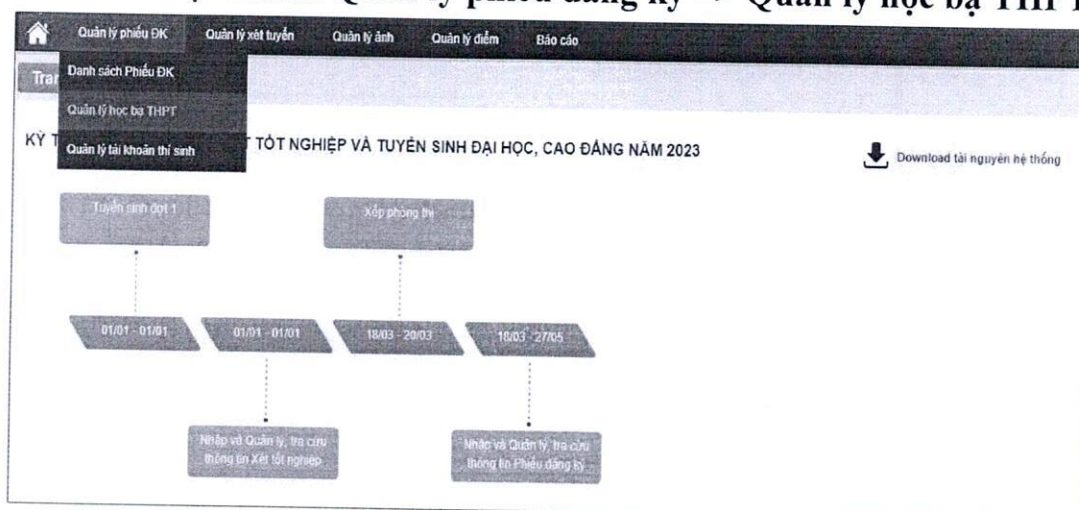 Quản lý phiếu đăng ký Quản lý học bạ THPT
Quản lý phiếu ĐK Quản lý xét tuyển Quản lý ảnh Quản lý điểm Báo cáo
Danh sách Phiếu ĐK
Quản lý học bạ THPT
Quản lý tài khoản thí sinh
KỲ T TỐT NGHIỆP VÀ TUYỂN SINH ĐẠI HỌC, CAO ĐẲNG NĂM 2023
Download tài nguyên hệ thống
Tuyển sinh đợt 1 Xếp phòng thi
01/01 - 01/01 01/01 - 01/01 18/03 - 20/03 18/03 - 27/05
Nhập và Quản lý, tra cứu Nhập và Quản lý, tra cứu
thông tin Xét tốt nghiệp thông tin Phiếu đăng ký